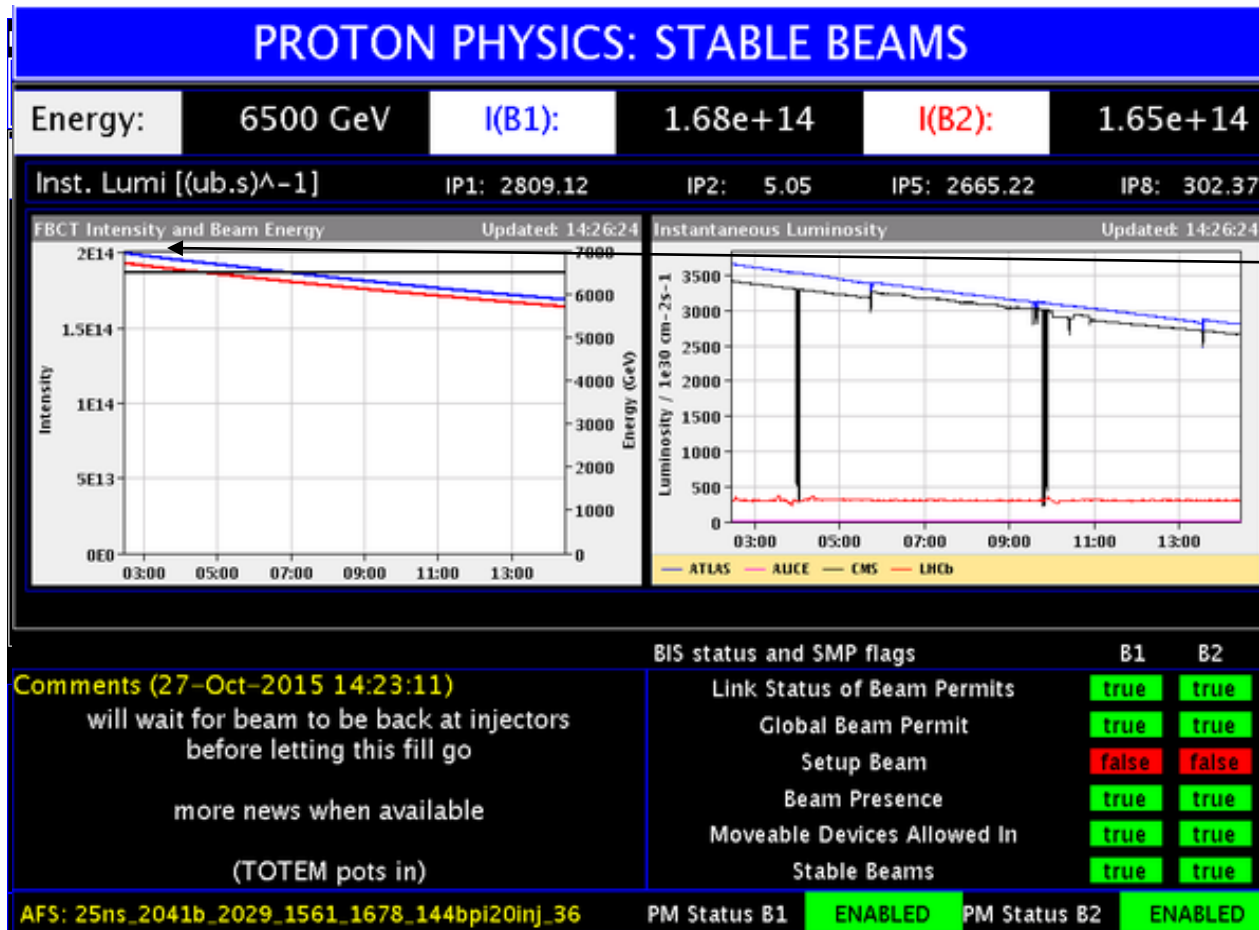 PROTON PHYSICS: STABLE BEAMS
Energy: 6500 GeV I(B1): 1.68e+14 I(B2): 1.65e+14
Inst. Lumi [(ub.s)^-1] IP1: 2809.12 IP2: 5.05 IP5: 2665.22 IP8: 302.37
FBCT Intensity and Beam Energy Updated: 14:26:24
2E14
1.5E14
1E14
5E13
0E0
Intensity
7000
6000
5000
4000
3000
2000
1000
0
Energy (GeV)
03:00 05:00 07:00 09:00 11:00 13:00
Instantaneous Luminosity Updated: 14:26:24
3500
3000
2500
2000
1500
1000
500
0
Luminosity / 1e30 cm-2s-1
03:00 05:00 07:00 09:00 11:00 13:00
ATLAS ALICE CMS LHCb
BIS status and SMP flags B1 B2
Comments (27-Oct-2015 14:23:11)
will wait for beam to be back at injectors
before letting this fill go
more news when available
(TOTEM pots in)
Link Status of Beam Permits true true
Global Beam Permit true true
Setup Beam false false
Beam Presence true true
Moveable Devices Allowed In true true
Stable Beams true true
AFS: 25ns_2041b_2029_1561_1678_144bpi20inj_36 PM Status B1 ENABLED PM Status B2 ENABLED